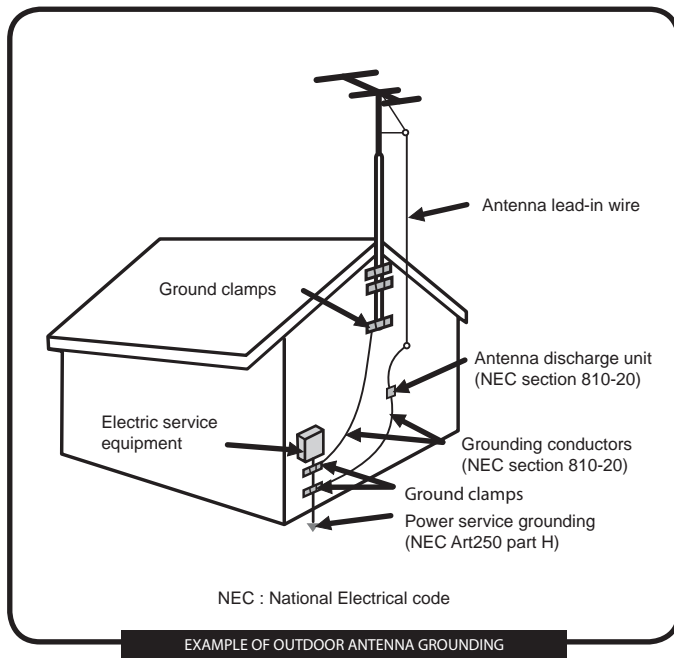 Antenna lead-in wire
Ground clamps
Antenna discharge unit
(NEC section 810-20)
Electric service
equipment
Grounding conductors
(NEC section 810-20)
Ground clamps
Power service grounding
(NEC Art250 part H)
NEC : National Electrical code
EXAMPLE OF OUTDOOR ANTENNA GROUNDING